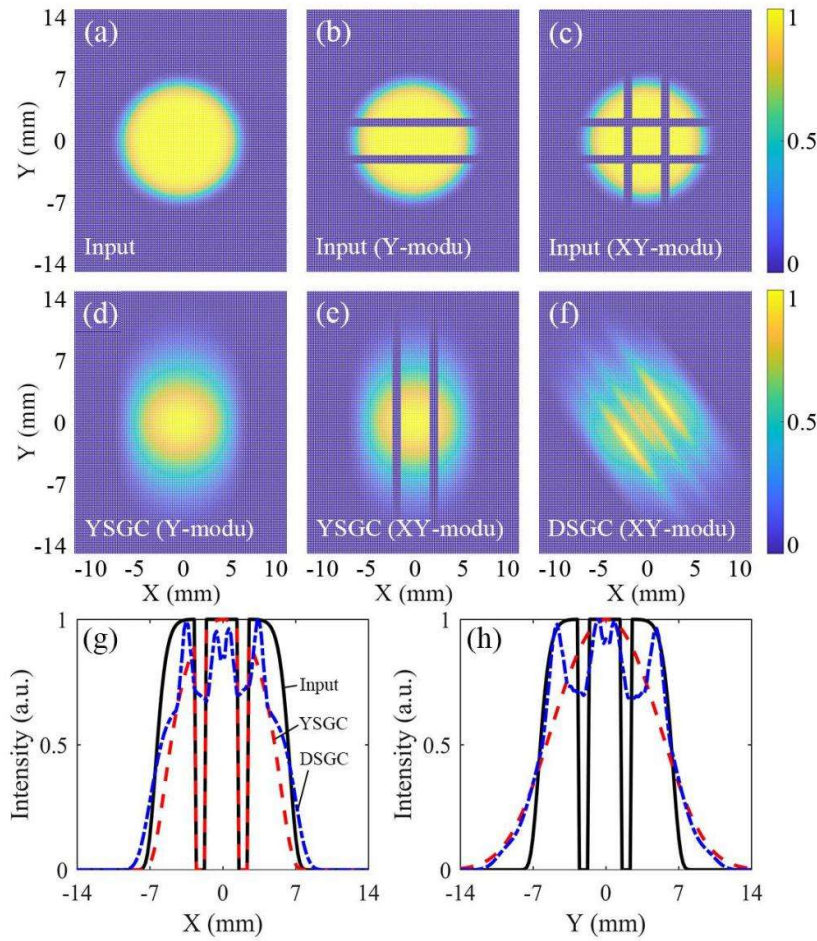 14
7
0
-7
-14
Y (mm)
(a)
Input
(b)
Input (Y-modu)
(c)
Input (XY-modu)
1
0.5
0
14
7
0
-7
-14
Y (mm)
(d)
YSGC (Y-modu)
(e)
YSGC (XY-modu)
(f)
DSGC (XY-modu)
1
0.5
0
-10 -5 0 5 10
X (mm)
-10 -5 0 5 10
X (mm)
-10 -5 0 5 10
X (mm)
(g)
1
0.5
0
Intensity (a.u.)
Input
YSGC
DSGC
-14 -7 0 7 14
X (mm)
(h)
1
0.5
0
Intensity (a.u.)
-14 -7 0 7 14
Y (mm)